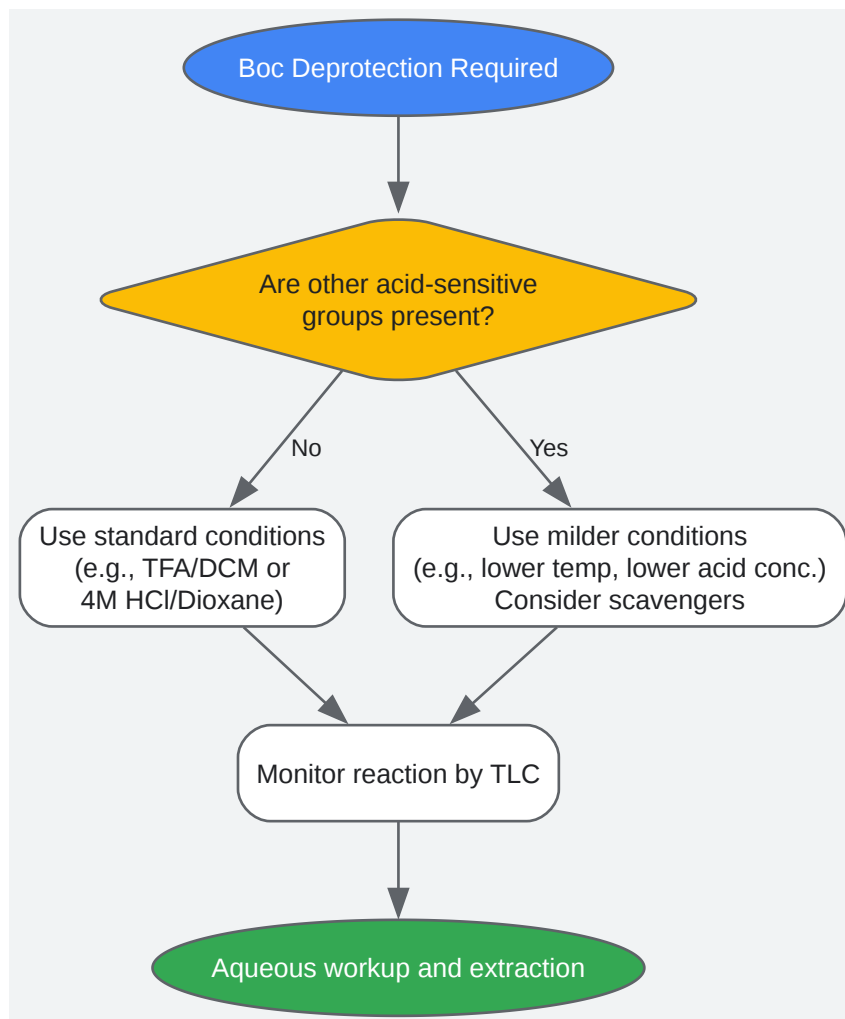 Boc Deprotection Required
Are other acid-sensitive
groups present?
No
Yes
Use standard conditions
(e.g., TFA/DCM or
4M HCl/Dioxane)
Use milder conditions
(e.g., lower temp, lower acid conc.)
Consider scavengers
Monitor reaction by TLC
Aqueous workup and extraction